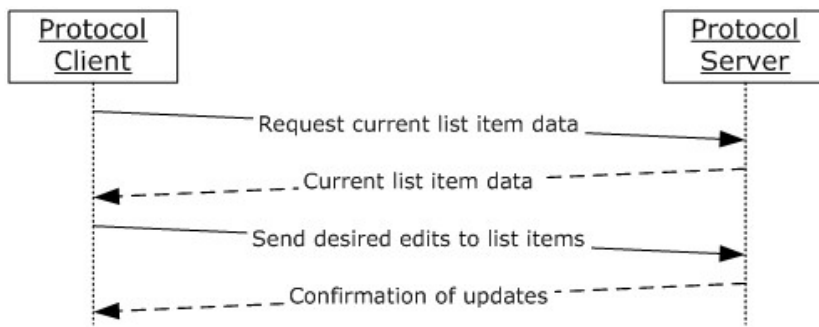 Protocol
Client
Protocol
Server
Request current list item data
Current list item data
Send desired edits to list items
Confirmation of updates